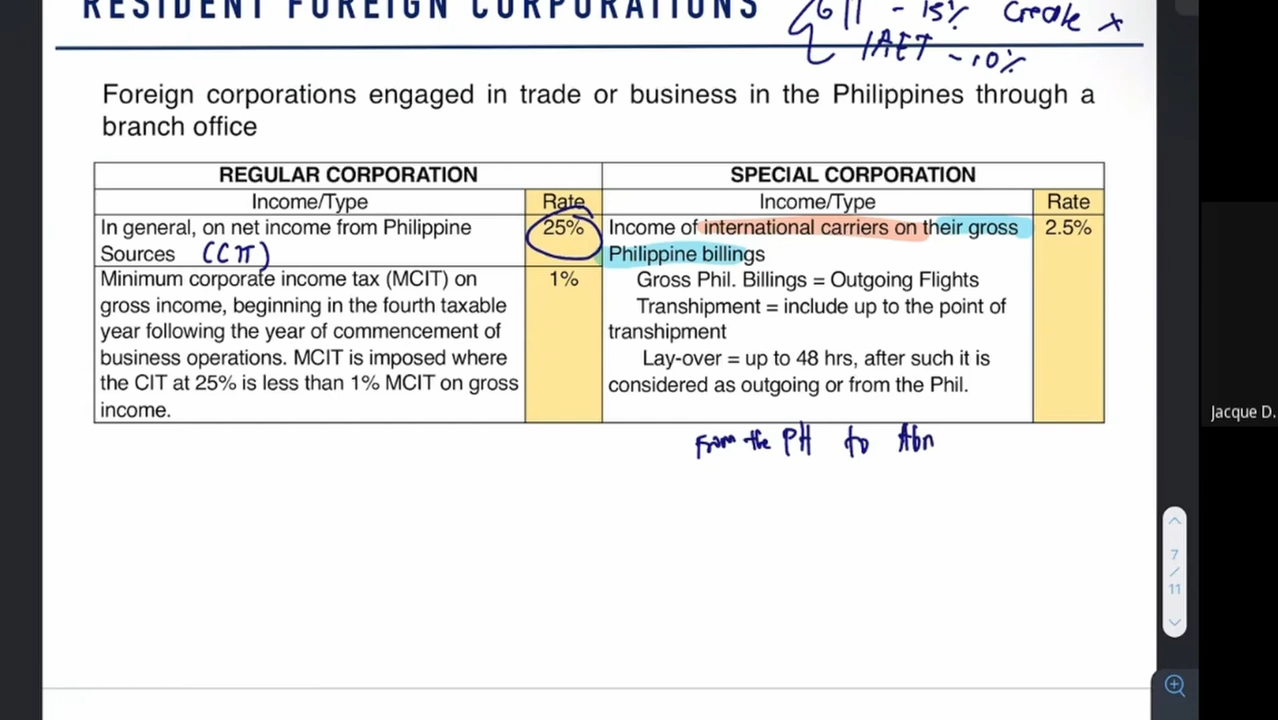 RESIDENT FOREIGN CORPORATIONS
- 15% Create x
IAET - 10%
Foreign corporations engaged in trade or business in the Philippines through a
branch office
REGULAR CORPORATION
Income/Type Rate
In general, on net income from Philippine 25%
Sources (CIT)
Minimum corporate income tax (MCIT) on 1%
gross income, beginning in the fourth taxable
year following the year of commencement of
business operations. MCIT is imposed where
the CIT at 25% is less than 1% MCIT on gross
income.
SPECIAL CORPORATION
Income/Type Rate
Income of international carriers on their gross 2.5%
Philippine billings
Gross Phil. Billings = Outgoing Flights
Transhipment = include up to the point of
transhipment
Lay-over = up to 48 hrs, after such it is
considered as outgoing or from the Phil.
From the PH to
Jacque D.
7
/
11